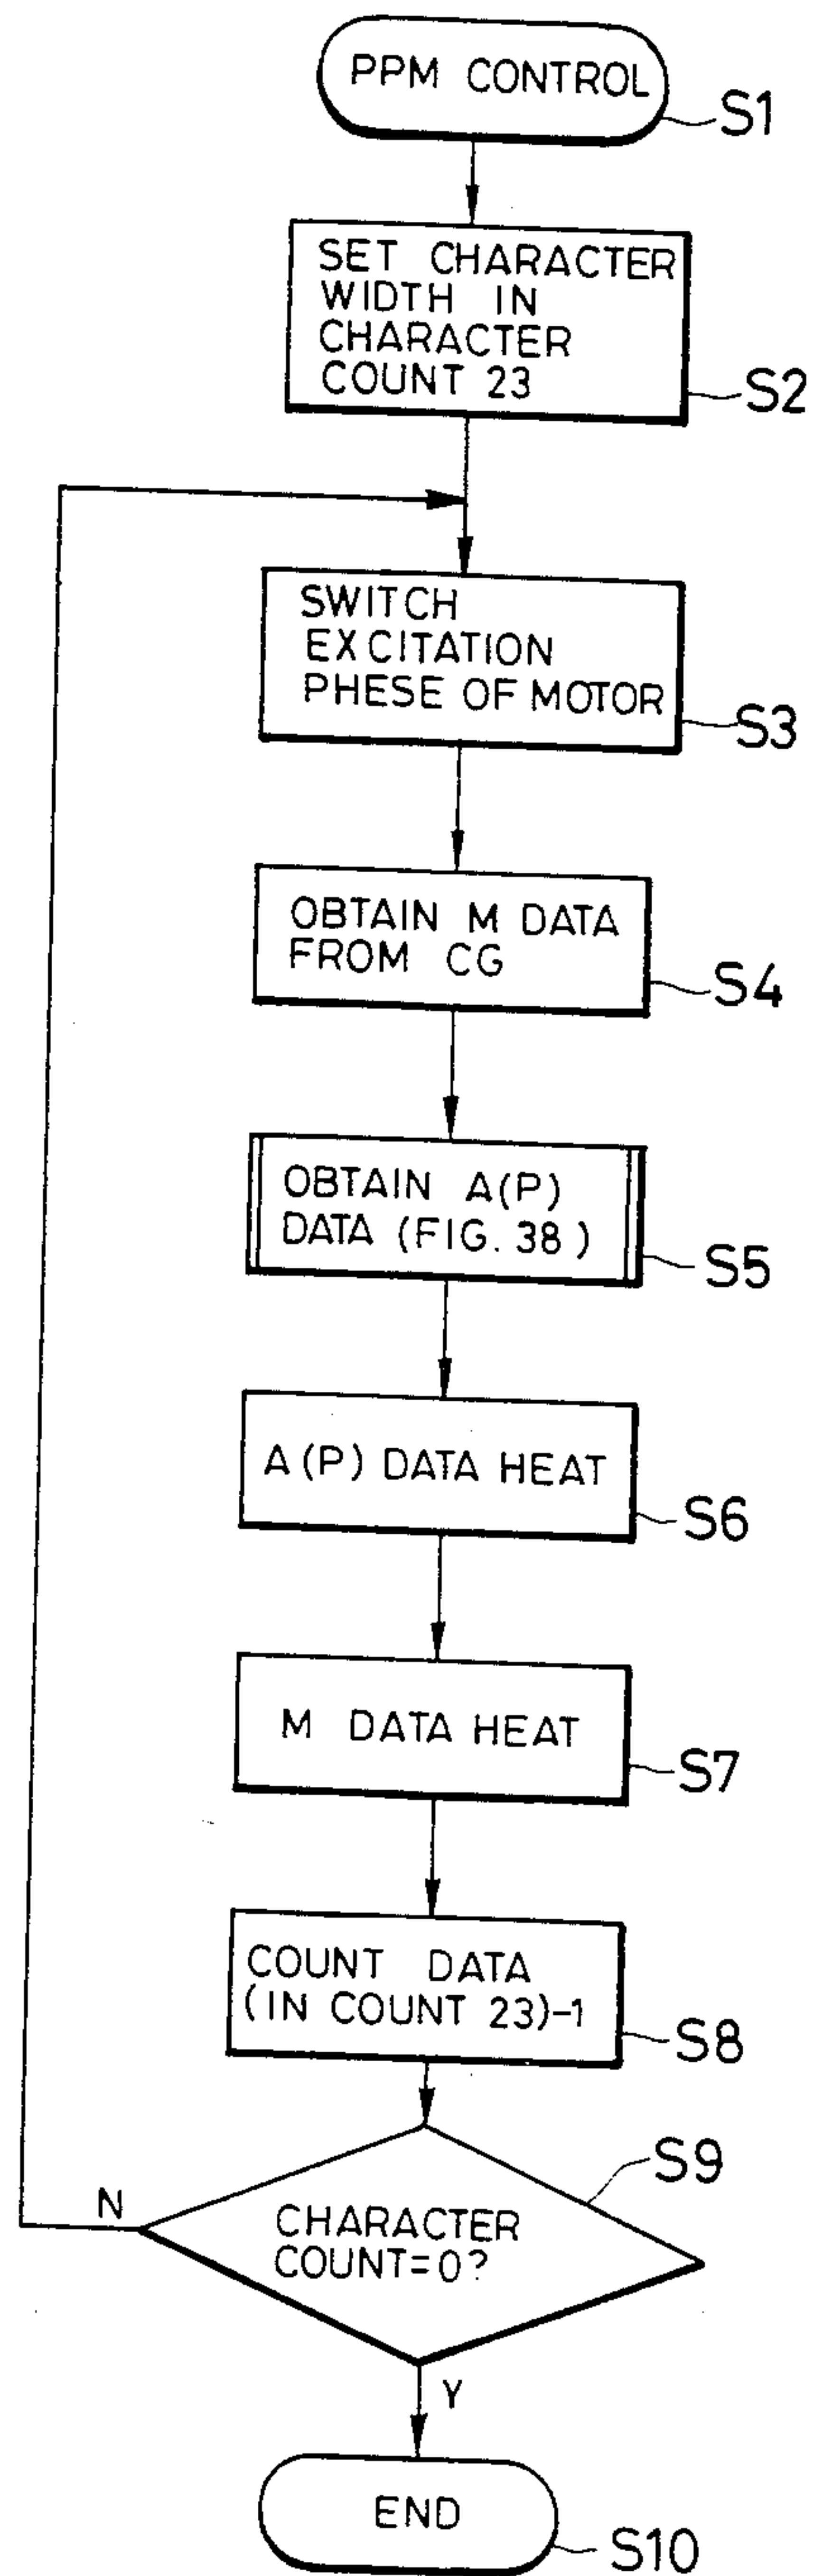 PPM CONTROL
S1
SET CHARACTER
WIDTH IN
CHARACTER
COUNT 23
S2
SWITCH
EXCITATION
PHESE OF MOTOR
S3
OBTAIN M DATA
FROM CG
S4
OBTAIN A(P)
DATA (FIG. 38)
S5
A(P) DATA HEAT
S6
M DATA HEAT
S7
COUNT DATA
(IN COUNT 23)-1
S8
S9
N
CHARACTER
COUNT=0?
Y
END
S10